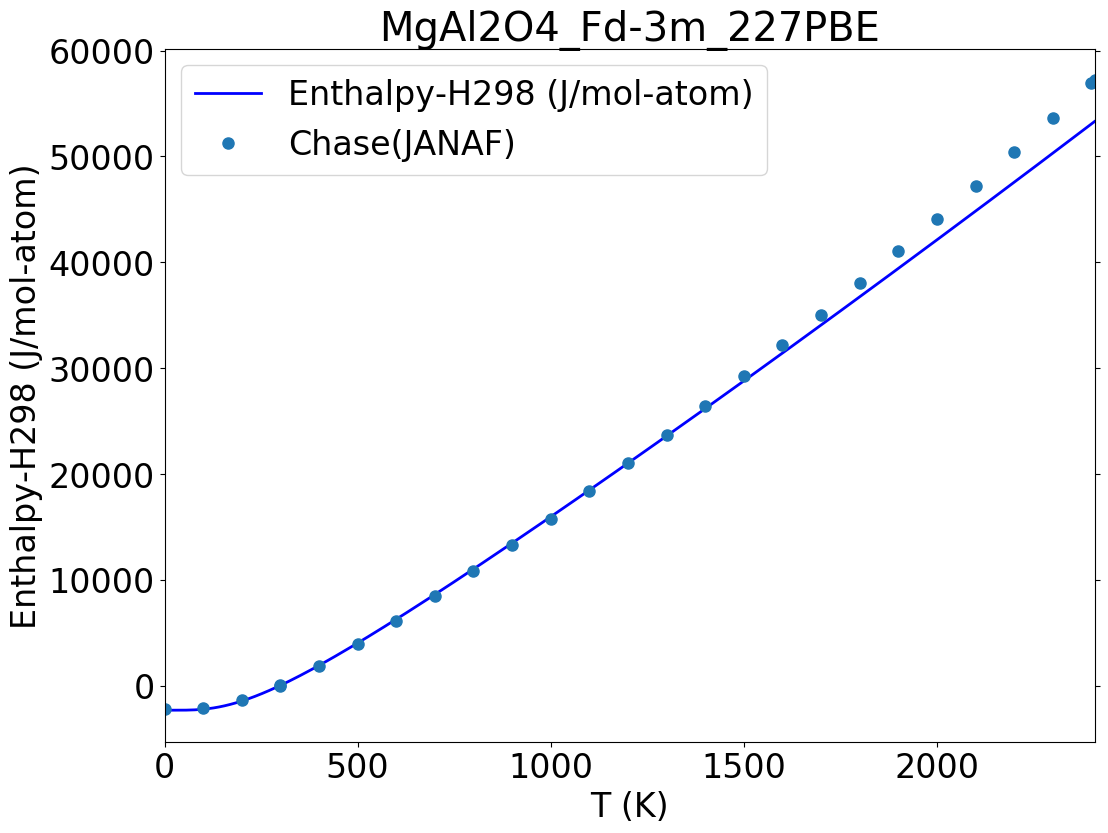 MgAl2O4_Fd-3m_227PBE
60000
50000
40000
30000
20000
10000
0
Enthalpy-H298 (J/mol-atom)
Enthalpy-H298 (J/mol-atom)
Chase(JANAF)
0
500
1000
1500
2000
T (K)